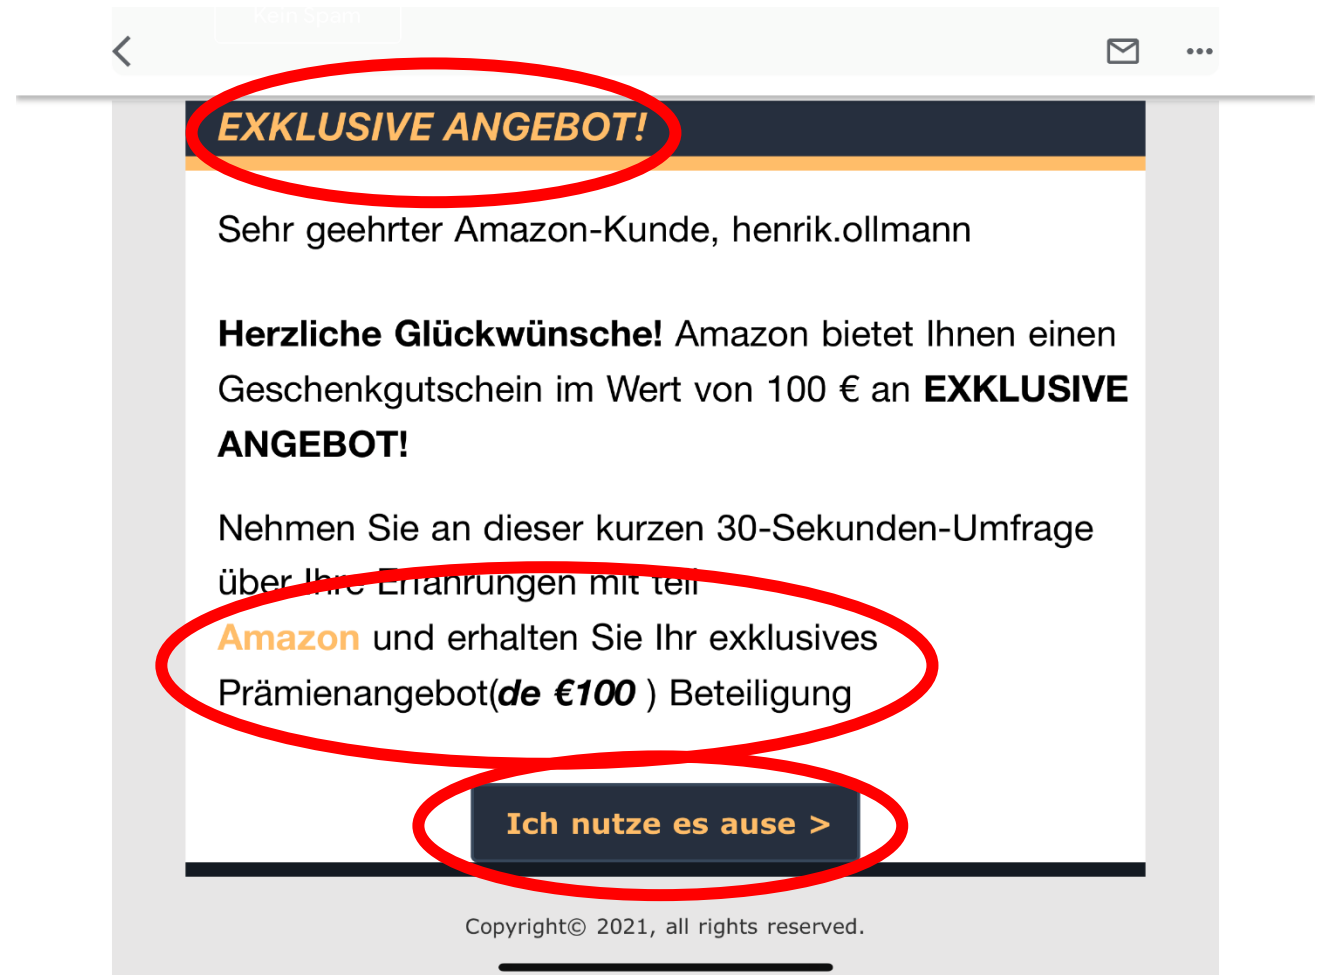 Kein Spam
EXKLUSIVE ANGEBOT!
Sehr geehrter Amazon-Kunde, henrik.ollmann
Herzliche Glückwünsche! Amazon bietet Ihnen einen
Geschenkgutschein im Wert von 100 € an EXKLUSIVE
ANGEBOT!
Nehmen Sie an dieser kurzen 30-Sekunden-Umfrage
über Ihre Erfahrungen mit teil
Amazon und erhalten Sie Ihr exklusives
Prämienangebot(de €100 ) Beteiligung
Ich nutze es ause >
Copyright© 2021, all rights reserved.